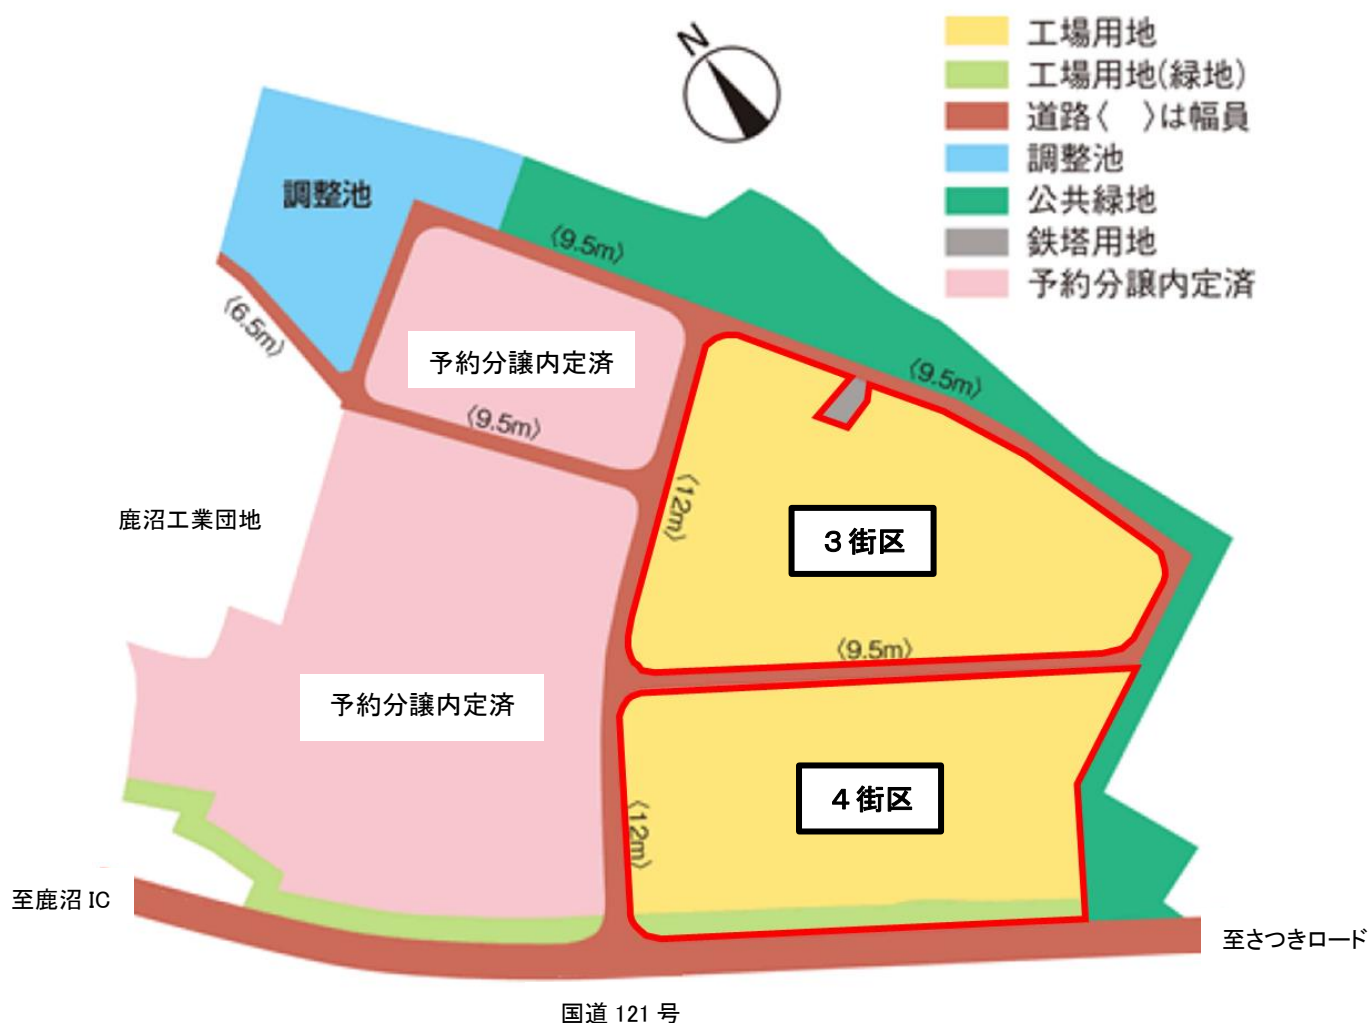 N
工場用地
工場用地(緑地)
道路〈　〉は幅員
調整池
公共緑地
鉄塔用地
予約分譲内定済
調整池
〈9.5m〉
〈6.5m〉
予約分譲内定済
〈9.5m〉
〈9.5m〉
〈12m〉
鹿沼工業団地
３街区
〈9.5m〉
予約分譲内定済
４街区
〈12m〉
至鹿沼 IC
至さつきロード
国道 121 号